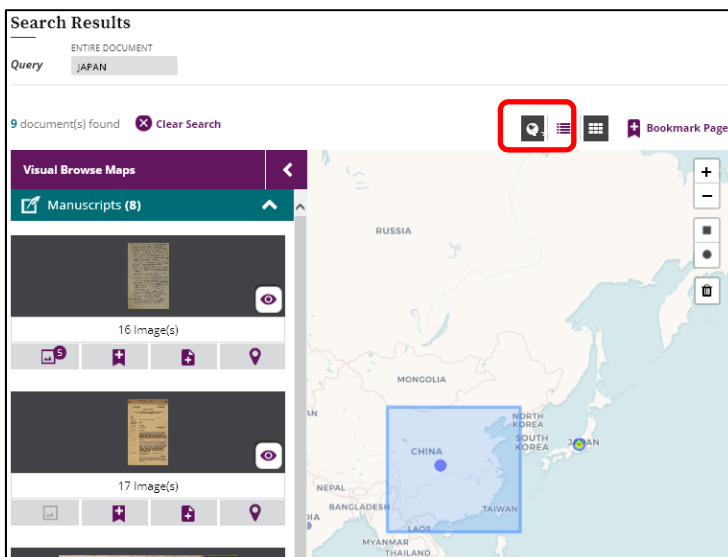 Search Results
ENTIRE DOCUMENT
Query JAPAN
9 document(s) found Clear Search
Bookmark Page
Visual Browse Maps
Manuscripts (8)
16 Image(s)
5
17 Image(s)
+
−
RUSSIA
MONGOLIA
NORTH
KOREA
SOUTH
KOREA
JAPAN
CHINA
NEPAL
BANGLADESH
TAIWAN
LAOS
MYANMAR
THAILAND